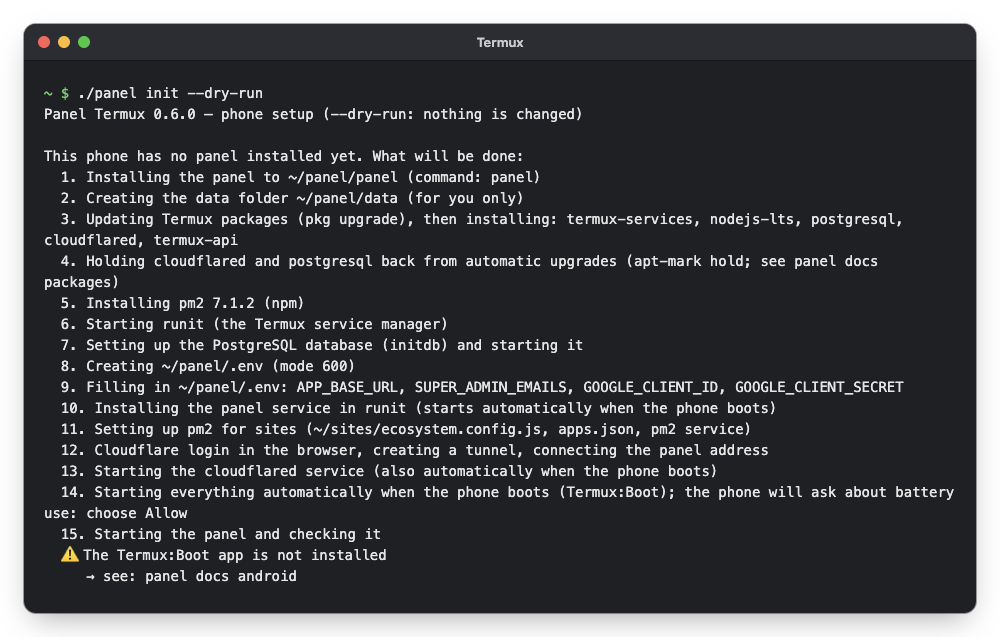 Termux
~ $ ./panel init --dry-run
Panel Termux 0.6.0 — phone setup (--dry-run: nothing is changed)
This phone has no panel installed yet. What will be done:
1. Installing the panel to ~/panel/panel (command: panel)
2. Creating the data folder ~/panel/data (for you only)
3. Updating Termux packages (pkg upgrade), then installing: termux-services, nodejs-lts, postgresql,
cloudflared, termux-api
4. Holding cloudflared and postgresql back from automatic upgrades (apt-mark hold; see panel docs
packages)
5. Installing pm2 7.1.2 (npm)
6. Starting runit (the Termux service manager)
7. Setting up the PostgreSQL database (initdb) and starting it
8. Creating ~/panel/.env (mode 600)
9. Filling in ~/panel/.env: APP_BASE_URL, SUPER_ADMIN_EMAILS, GOOGLE_CLIENT_ID, GOOGLE_CLIENT_SECRET
10. Installing the panel service in runit (starts automatically when the phone boots)
11. Setting up pm2 for sites (~/sites/ecosystem.config.js, apps.json, pm2 service)
12. Cloudflare login in the browser, creating a tunnel, connecting the panel address
13. Starting the cloudflared service (also automatically when the phone boots)
14. Starting everything automatically when the phone boots (Termux:Boot); the phone will ask about battery
use: choose Allow
15. Starting the panel and checking it
⚠️ The Termux:Boot app is not installed
→ see: panel docs android